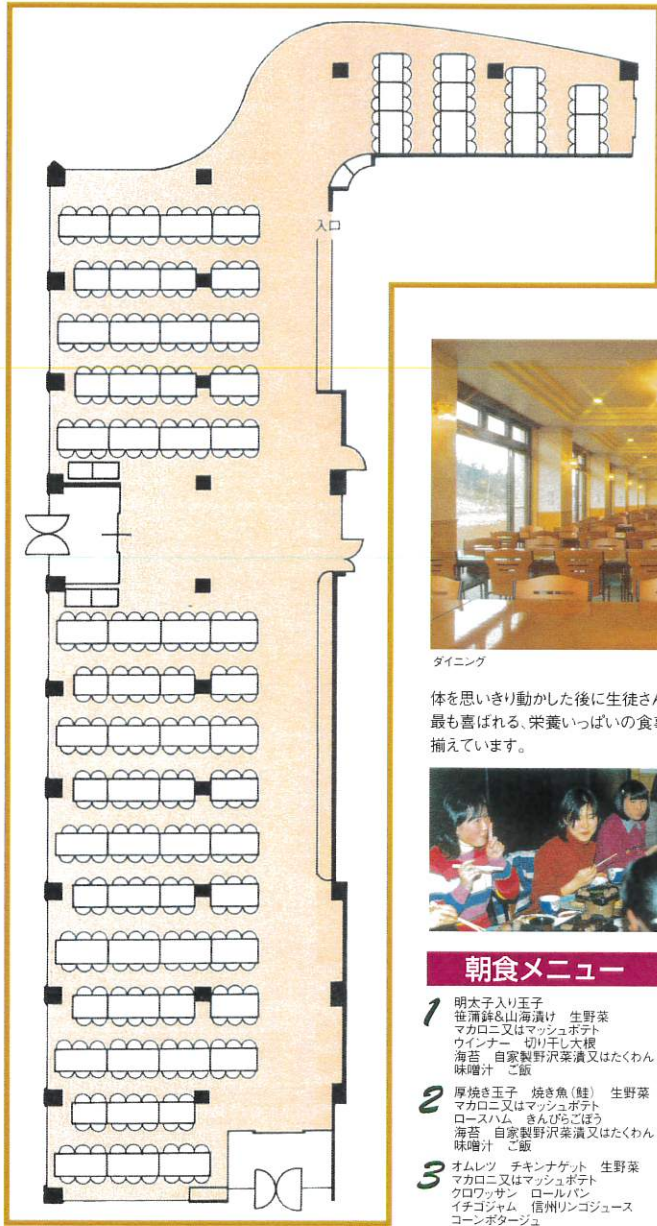 入口
ダイニング
体を思いきり動かした後に生徒さん
最も喜ばれる、栄養いっぱいの食
揃えています。
朝食メニュー
1 明太子入り玉子
笹蒲鉾&山海漬け 生野菜
マカロニ又はマッシュポテト
ウインナー 切り干し大根
海苔 自家製野沢菜漬又はたくわん
味噌汁 ご飯
2 厚焼き玉子 焼き魚(鮭) 生野菜
マカロニ又はマッシュポテト
ロースハム きんぴらごぼう
海苔 自家製野沢菜漬又はたくわん
味噌汁 ご飯
3 オムレツ チキンナゲット 生野菜
マカロニ又はマッシュポテト
クロワッサン ロールパン
イチゴジャム 信州リンゴジュース
コーンポタージュ